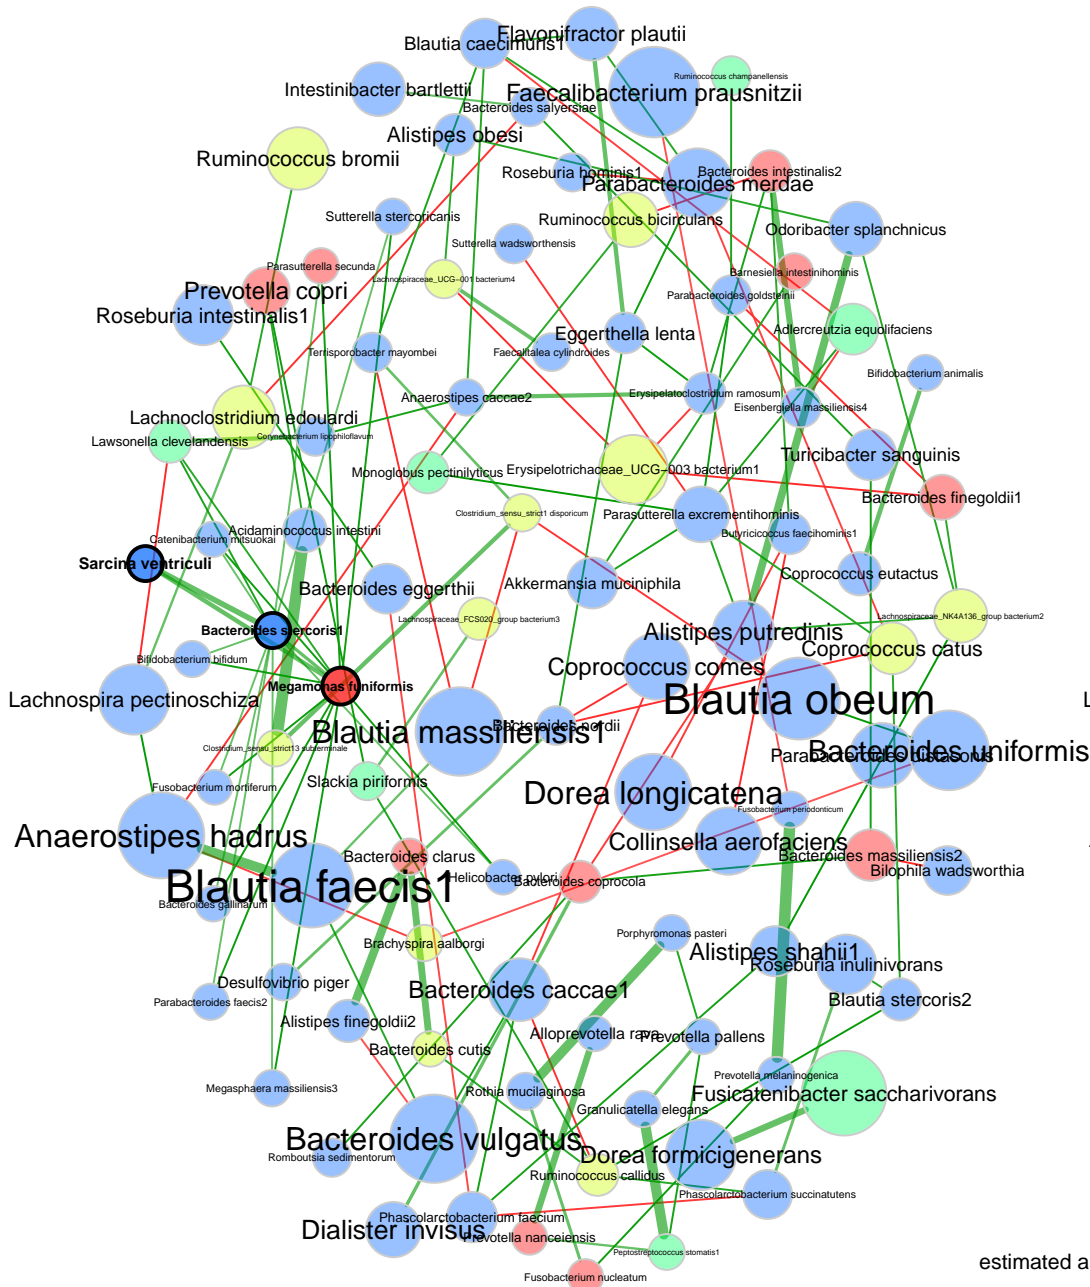 Flavonifractor plautii
Blautia caecimuris1
Ruminococcus champanellensis
Intestinibacter bartlettii
Faecalibacterium prausnitzii
Bacteroides salyersiae
Alistipes obesi
Ruminococcus bromii
Roseburia hominis1
Bacteroides intestinalis2
Parabacteroides merdae
Sutterella stercoricanis
Ruminococcus bicirculans
Odoribacter splanchnicus
Sutterella wadsworthensis
Parasutterella secunda
Lachnospiraceae_UCG−001 bacterium4
Barnesiella intestinihominis
Prevotella copri
Parabacteroides goldsteinii
Roseburia intestinalis1
Adlercreutzia equolifaciens
Eggerthella lenta
Terrisporobacter mayombei
Faecalitalea cylindroides
Bifidobacterium animalis
Anaerostipes caccae2
Erysipelatoclostridium ramosum
Eisenbergiella massiliensis4
Lachnoclostridium edouardi
Corynebacterium lipophiloflavum
Lawsonella clevelandensis
Turicibacter sanguinis
Monoglobus pectinilyticus
Erysipelotrichaceae_UCG−003 bacterium1
Bacteroides finegoldii1
Clostridium_sensu_strict1 disporicum
Parasutterella excrementihominis
Acidaminococcus intestini
Catenibacterium mitsuokai
Butyricicoccus faecihominis1
Sarcina ventriculi
Coprococcus eutactus
Bacteroides eggerthii
Akkermansia muciniphila
Lachnospiraceae_FCS020_group bacterium3
Lachnospiraceae_NK4A136_group bacterium2
Bacteroides stercoris1
Alistipes putredinis
Coprococcus catus
Bifidobacterium bifidum
Coprococcus comes
Megamonas funiformis
Lachnospira pectinoschiza
Blautia obeum
L
Bacteroides nordii
Blautia massiliensis1
Clostridium_sensu_strict13 subterminale
Parabacteroides distasonis
Bacteroides uniformis
Slackia piriformis
Fusobacterium mortiferum
Dorea longicatena
Fusobacterium periodonticum
Anaerostipes hadrus
Collinsella aerofaciens
Bacteroides clarus
Bacteroides massiliensis2
Bilophila wadsworthia
Helicobacter pylori
Bacteroides coprocola
Blautia faecis1
Bacteroides gallinarum
Porphyromonas pasteri
Brachyspira aalborgi
Alistipes shahii1
Roseburia inulinivorans
Desulfovibrio piger
Bacteroides caccae1
Blautia stercoris2
Parabacteroides faecis2
Alistipes finegoldii2
Alloprevotella rava
Prevotella pallens
Bacteroides cutis
Prevotella melaninogenica
Megasphaera massiliensis3
Rothia mucilaginosa
Fusicatenibacter saccharivorans
Granulicatella elegans
Bacteroides vulgatus
Romboutsia sedimentorum
Dorea formicigenerans
Ruminococcus callidus
Phascolarctobacterium succinatutens
Phascolarctobacterium faecium
Dialister invisus
Prevotella nanceiensis
Peptostreptococcus stomatis1
estimated a
Fusobacterium nucleatum